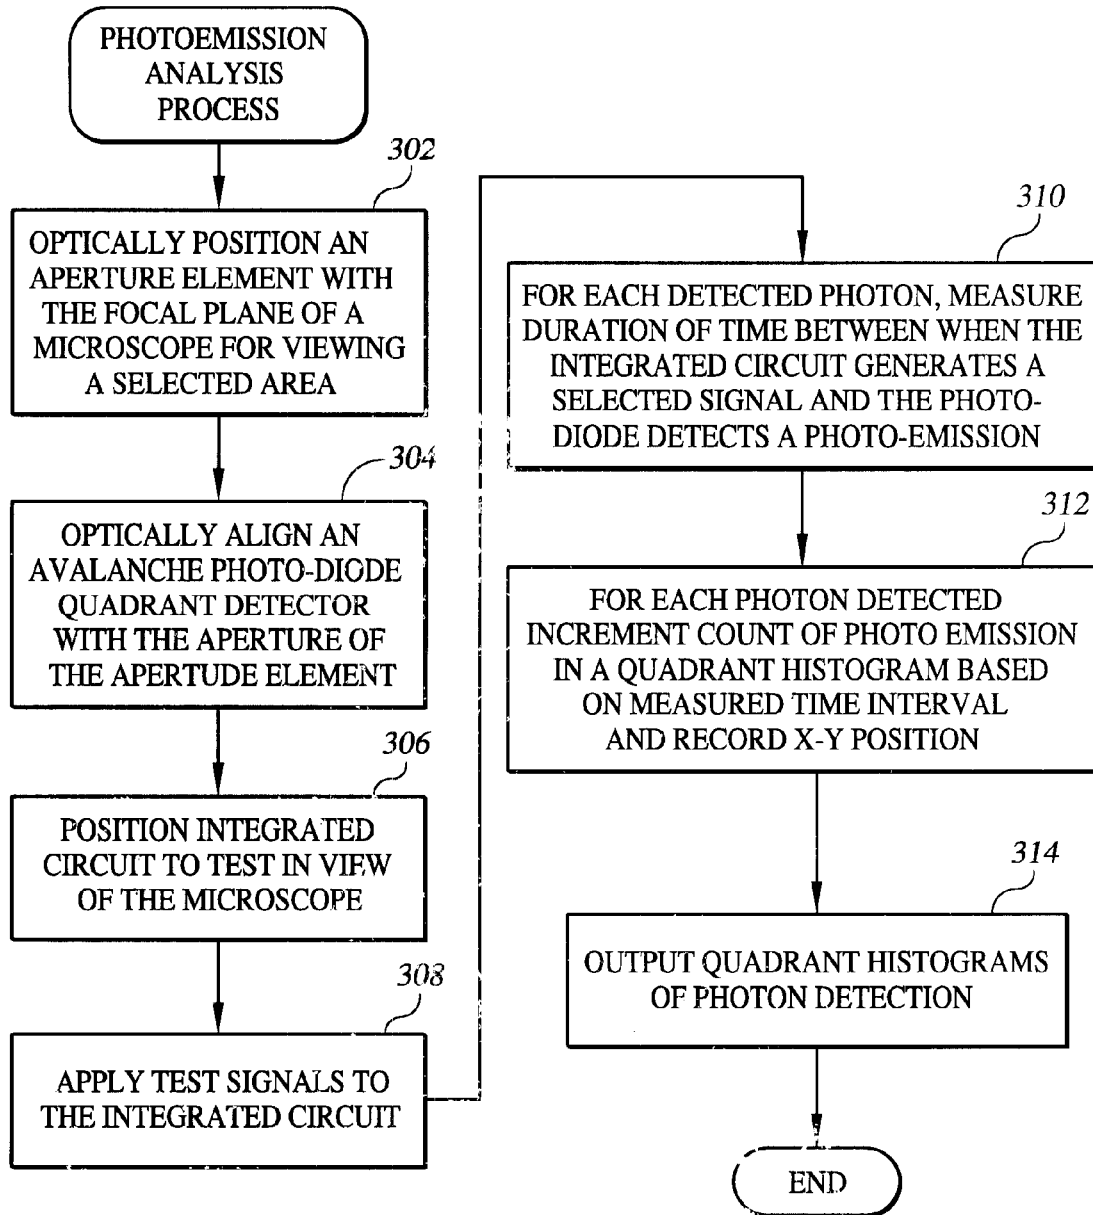 PHOTOEMISSION
ANALYSIS
PROCESS
302
OPTICALLY POSITION AN
APERTURE ELEMENT WITH
THE FOCAL PLANE OF A
MICROSCOPE FOR VIEWING
A SELECTED AREA
304
OPTICALLY ALIGN AN
AVALANCHE PHOTO-DIODE
QUADRANT DETECTOR
WITH THE APERTURE OF
THE APERTUDE ELEMENT
306
POSITION INTEGRATED
CIRCUIT TO TEST IN VIEW
OF THE MICROSCOPE
308
APPLY TEST SIGNALS TO
THE INTEGRATED CIRCUIT
310
FOR EACH DETECTED PHOTON, MEASURE
DURATION OF TIME BETWEEN WHEN THE
INTEGRATED CIRCUIT GENERATES A
SELECTED SIGNAL AND THE PHOTO-
DIODE DETECTS A PHOTO-EMISSION
312
FOR EACH PHOTON DETECTED
INCREMENT COUNT OF PHOTO EMISSION
IN A QUADRANT HISTOGRAM BASED
ON MEASURED TIME INTERVAL
AND RECORD X-Y POSITION
314
OUTPUT QUADRANT HISTOGRAMS
OF PHOTON DETECTION
END